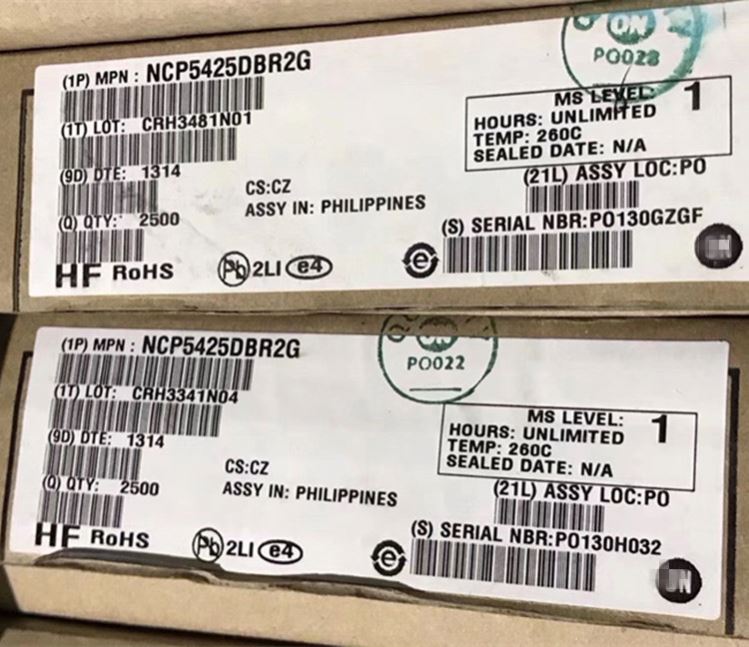 ON
PO028
(1P) MPN : NCP5425DBR2G
(1T) LOT: CRH3481N01
(9D) DTE: 1314
(Q) QTY: 2500
CS:CZ
ASSY IN: PHILIPPINES
MS LEVEL: 1
HOURS: UNLIMITED
TEMP: 260C
SEALED DATE: N/A
(21L) ASSY LOC:PO
(S) SERIAL NBR:PO130GZGF
HF RoHS
Pb 2LI e4
e
ON
PO022
(1P) MPN : NCP5425DBR2G
(1T) LOT: CRH3341N04
(9D) DTE: 1314
(Q) QTY: 2500
CS:CZ
ASSY IN: PHILIPPINES
MS LEVEL: 1
HOURS: UNLIMITED
TEMP: 260C
SEALED DATE: N/A
(21L) ASSY LOC:PO
(S) SERIAL NBR:PO130H032
HF RoHS
Pb 2LI e4
e